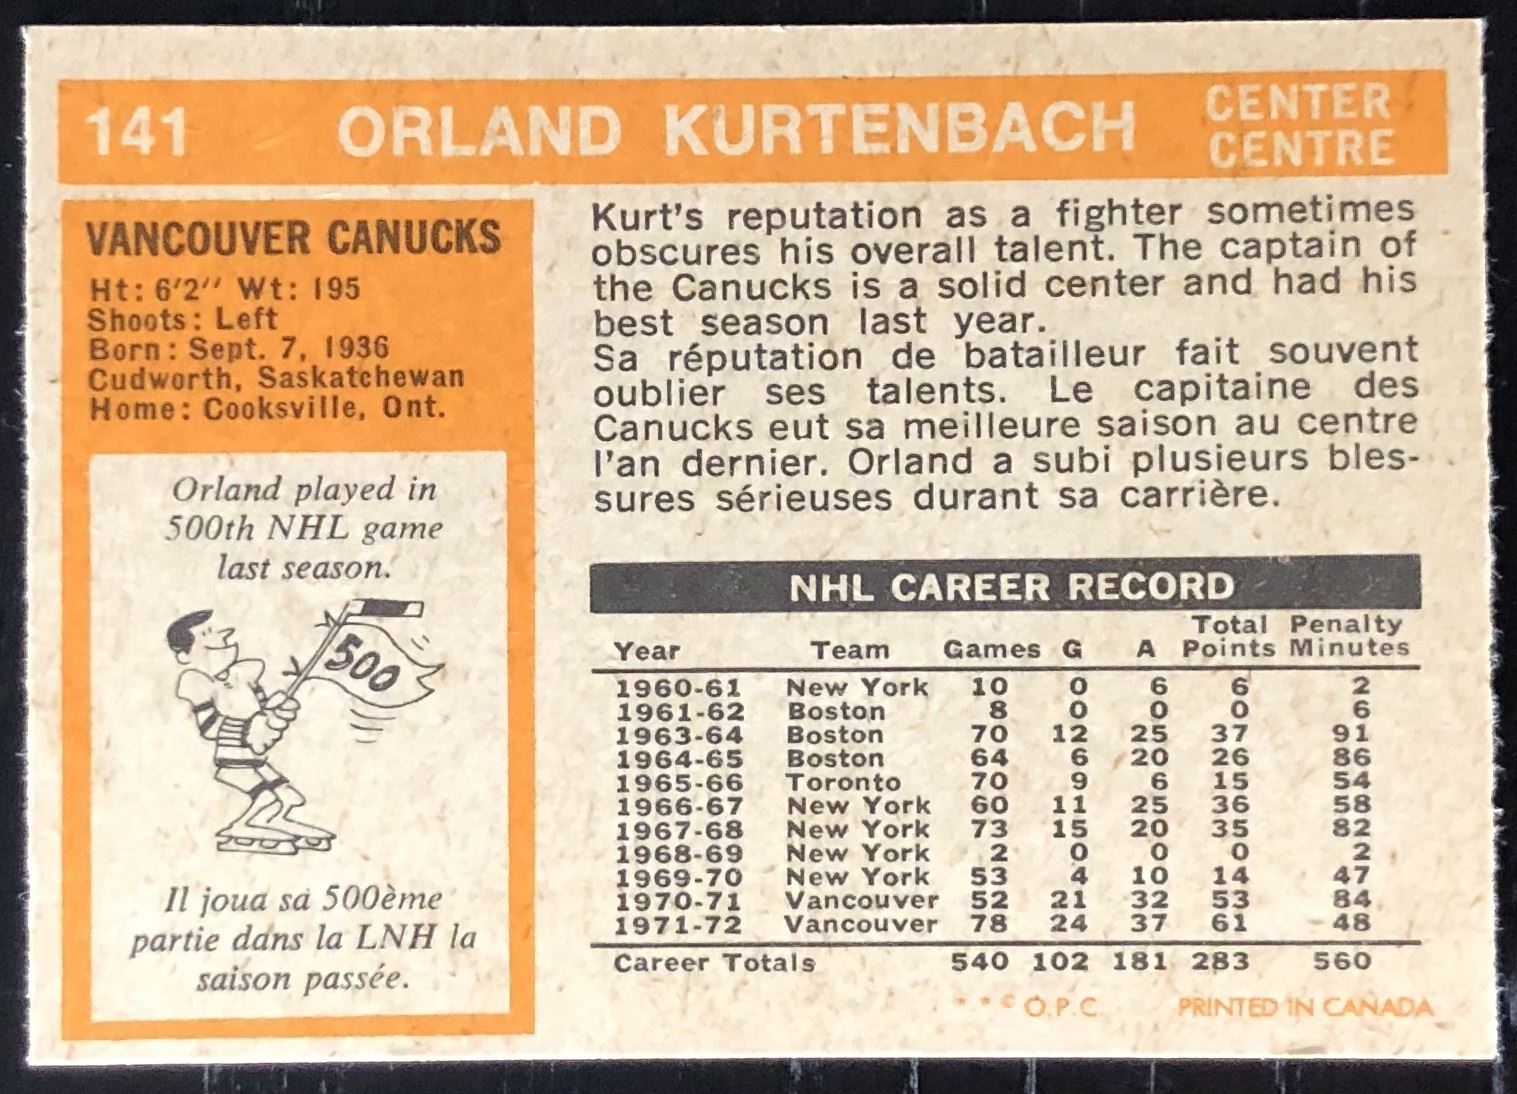 141 ORLAND KURTENBACH CENTER
CENTRE
VANCOUVER CANUCKS
Ht: 6'2" Wt: 195
Shoots: Left
Born: Sept. 7, 1936
Cudworth, Saskatchewan
Home: Cooksville, Ont.
Orland played in
500th NHL game
last season.
500
Il joua sa 500ème
partie dans la LNH la
saison passée.
Kurt's reputation as a fighter sometimes
obscures his overall talent. The captain of
the Canucks is a solid center and had his
best season last year.
Sa réputation de batailleur fait souvent
oublier ses talents. Le capitaine des
Canucks eut sa meilleure saison au centre
l'an dernier. Orland a subi plusieurs bles-
sures sérieuses durant sa carrière.
NHL CAREER RECORD
Year Team Games G A Total Points Penalty Minutes
1960-61 New York 10 0 6 6 2
1961-62 Boston 8 0 0 0 6
1963-64 Boston 70 12 25 37 91
1964-65 Boston 64 6 20 26 86
1965-66 Toronto 70 9 6 15 54
1966-67 New York 60 11 25 36 58
1967-68 New York 73 15 20 35 82
1968-69 New York 2 0 0 0 2
1969-70 New York 53 4 10 14 47
1970-71 Vancouver 52 21 32 53 84
1971-72 Vancouver 78 24 37 61 48
Career Totals 540 102 181 283 560
* * © O.P.C. PRINTED IN CANADA